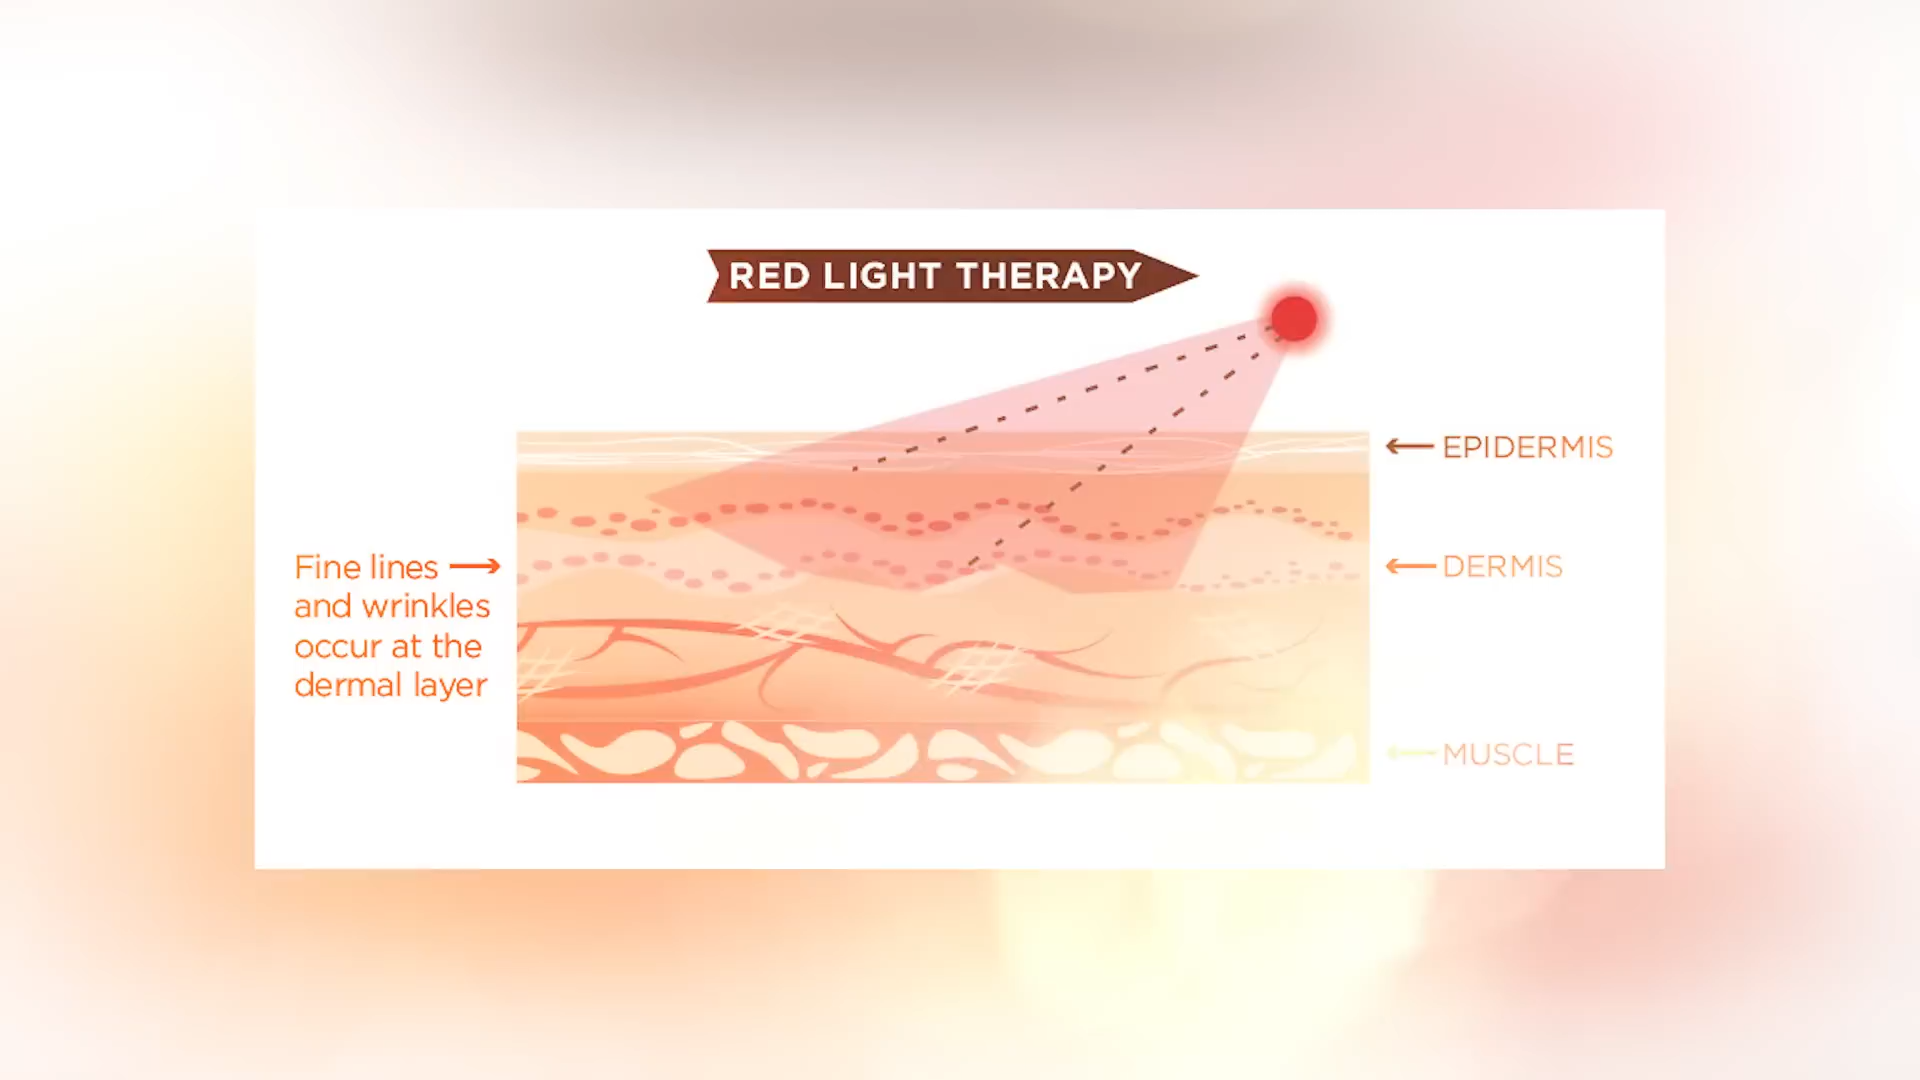 RED LIGHT THERAPY
EPIDERMIS
Fine lines
and wrinkles
occur at the
dermal layer
DERMIS
MUSCLE